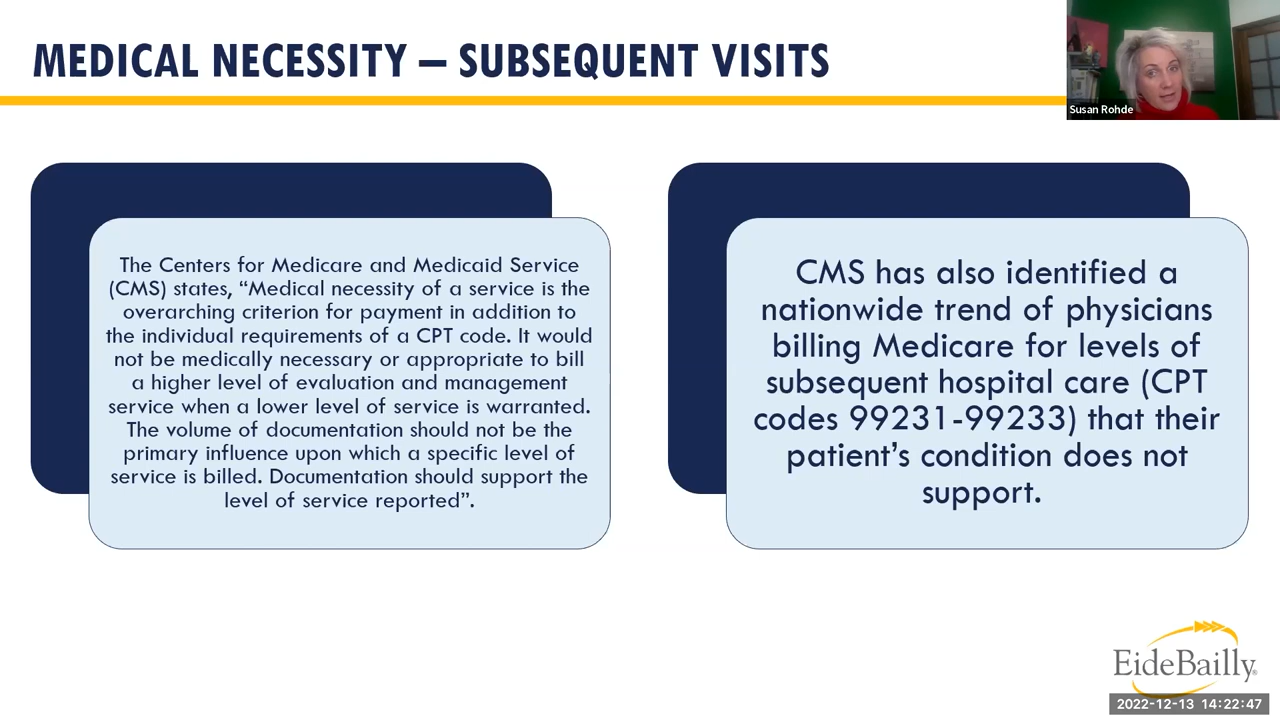 MEDICAL NECESSITY – SUBSEQUENT VISITS
Susan Rohde
The Centers for Medicare and Medicaid Service
(CMS) states, “Medical necessity of a service is the
overarching criterion for payment in addition to
the individual requirements of a CPT code. It would
not be medically necessary or appropriate to bill
a higher level of evaluation and management
service when a lower level of service is warranted.
The volume of documentation should not be the
primary influence upon which a specific level of
service is billed. Documentation should support the
level of service reported”.
CMS has also identified a
nationwide trend of physicians
billing Medicare for levels of
subsequent hospital care (CPT
codes 99231-99233) that their
patient’s condition does not
support.
EideBailly®
2022-12-13 14:22:47